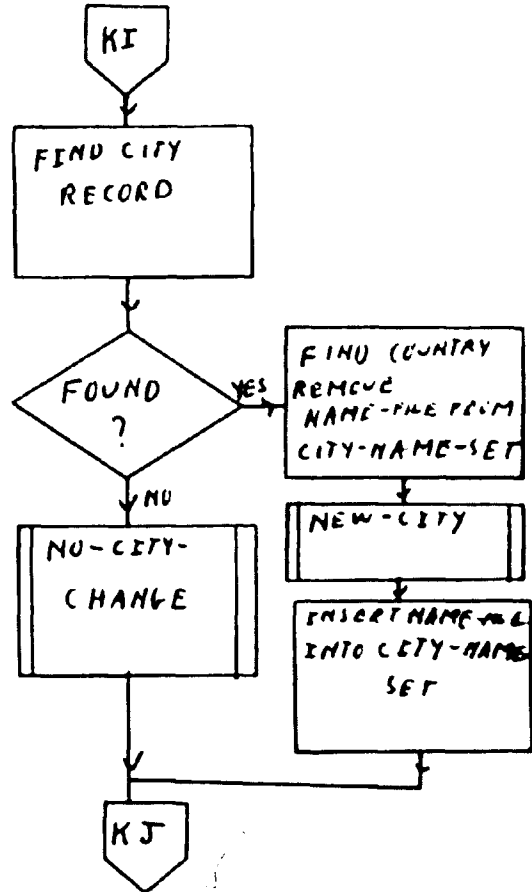 KI
FIND CITY
RECORD
FOUND
?
YES
FIND COUNTRY
REMOVE
NAME-FILE FROM
CITY-NAME-SET
NO
NO-CITY-
CHANGE
NEW-CITY
INSERT NAME-FILE
INTO CITY-NAME
SET
KJ